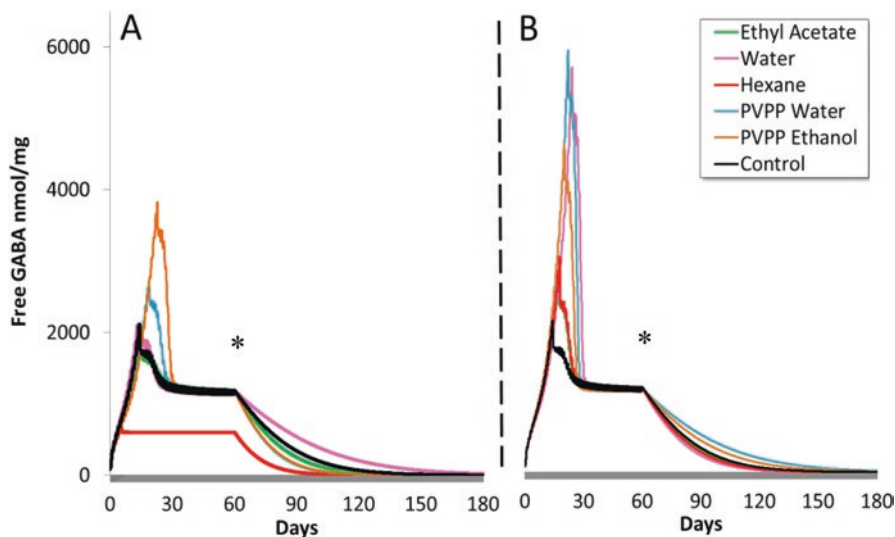 A
B
Ethyl Acetate
Water
Hexane
PVPP Water
PVPP Ethanol
Control
Free GABA nmol/mg
6000
4000
2000
0
*
*
0 30 60 90 120 150 180
0 30 60 90 120 150 180
Days
Days